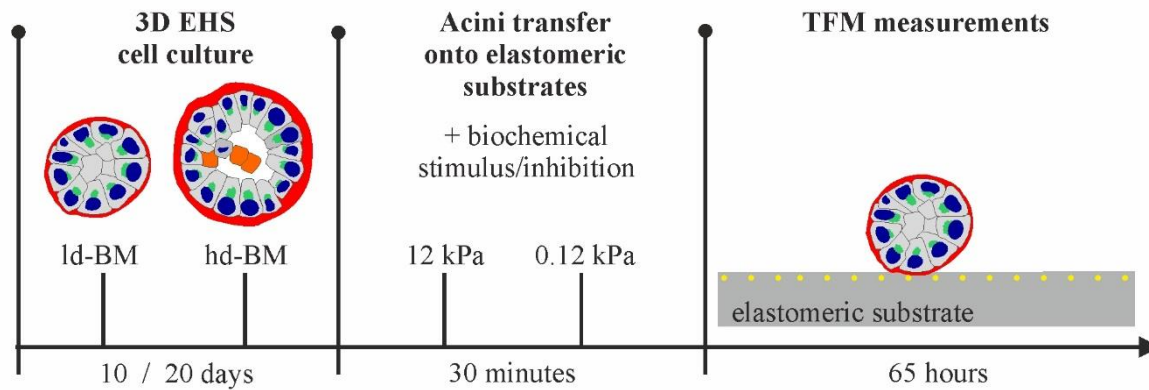 3D EHS
cell culture
Acini transfer
onto elastomeric
substrates
+ biochemical
stimulus/inhibition
TFM measurements
ld-BM
hd-BM
12 kPa
0.12 kPa
elastomeric substrate
10 / 20 days
30 minutes
65 hours